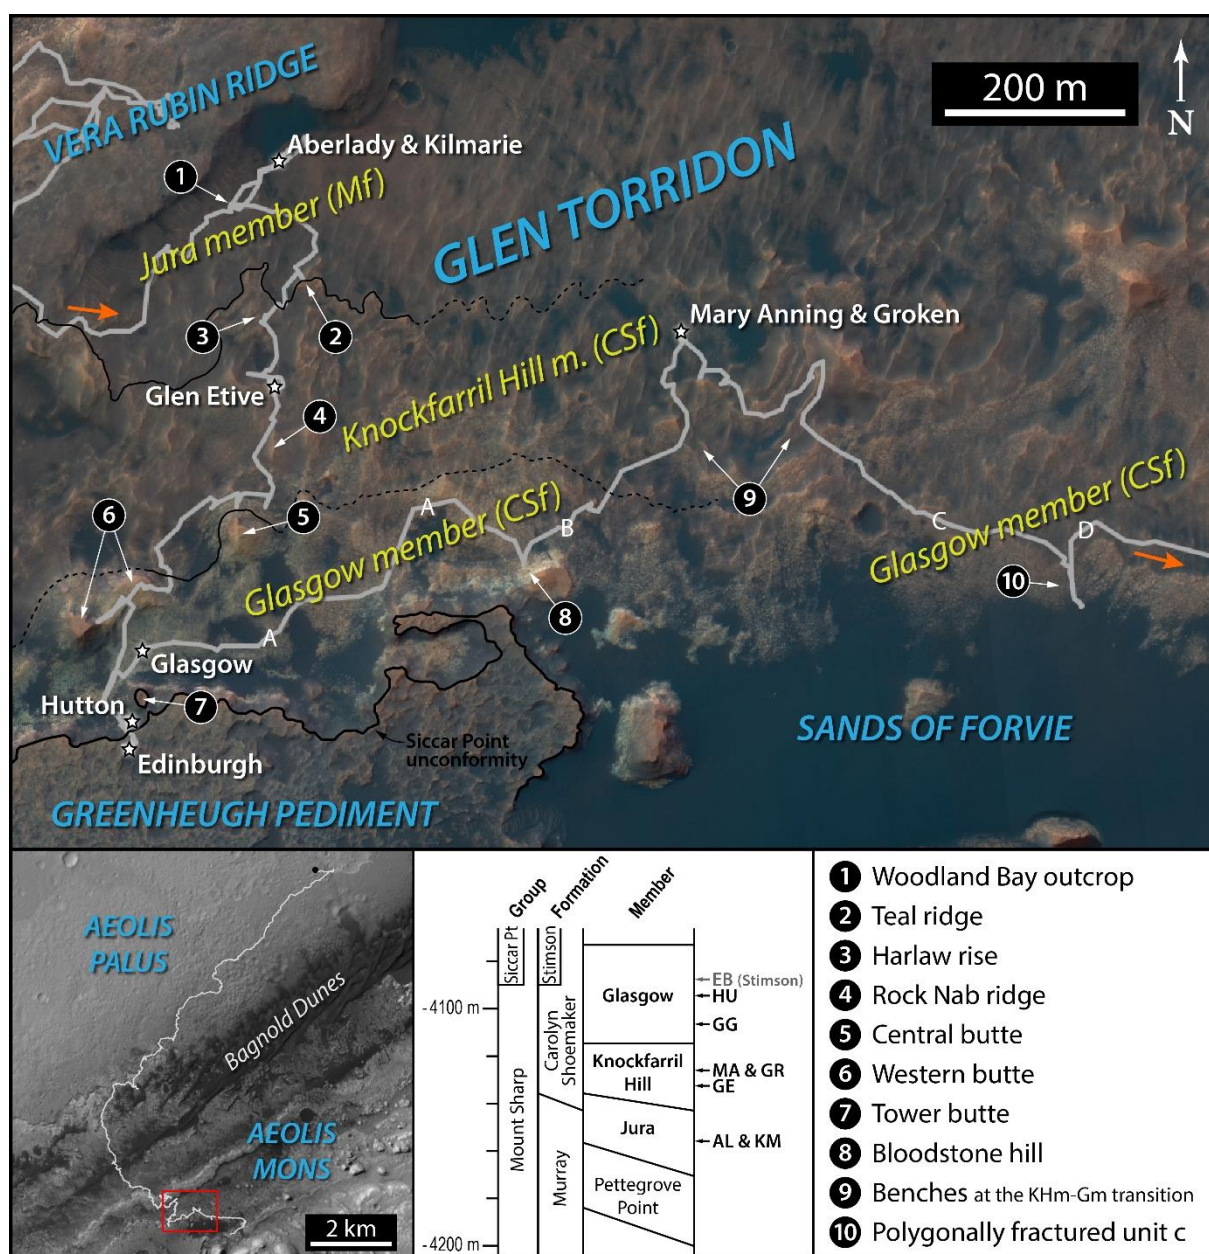 VERA RUBIN RIDGE
200 m
N
Aberlady & Kilmarie
1
Jura member (Mf)
GLEN TORRIDON
3
2
Mary Anning & Groken
Glen Etive
Knockfarril Hill m. (CSf)
4
9
6
5
A
B
Glasgow member (CSf)
C
D
Glasgow member (CSf)
10
8
A
Glasgow
Hutton
7
Edinburgh
Siccar Point
unconformity
SANDS OF FORVIE
GREENHEUGH PEDIMENT
AEOLIS
PALUS
Bagnold Dunes
AEOLIS
MONS
2 km
Group
Formation
Member
Siccar Pt
Stimson
EB (Stimson)
Glasgow
HU
-4100 m
GG
Carolyn
Shoemaker
Knockfarril
Hill
MA & GR
GE
Mount Sharp
Jura
AL & KM
Murray
Pettegrove
Point
-4200 m
1 Woodland Bay outcrop
2 Teal ridge
3 Harlaw rise
4 Rock Nab ridge
5 Central butte
6 Western butte
7 Tower butte
8 Bloodstone hill
9 Benches at the KHm-Gm transition
10 Polygonally fractured unit c